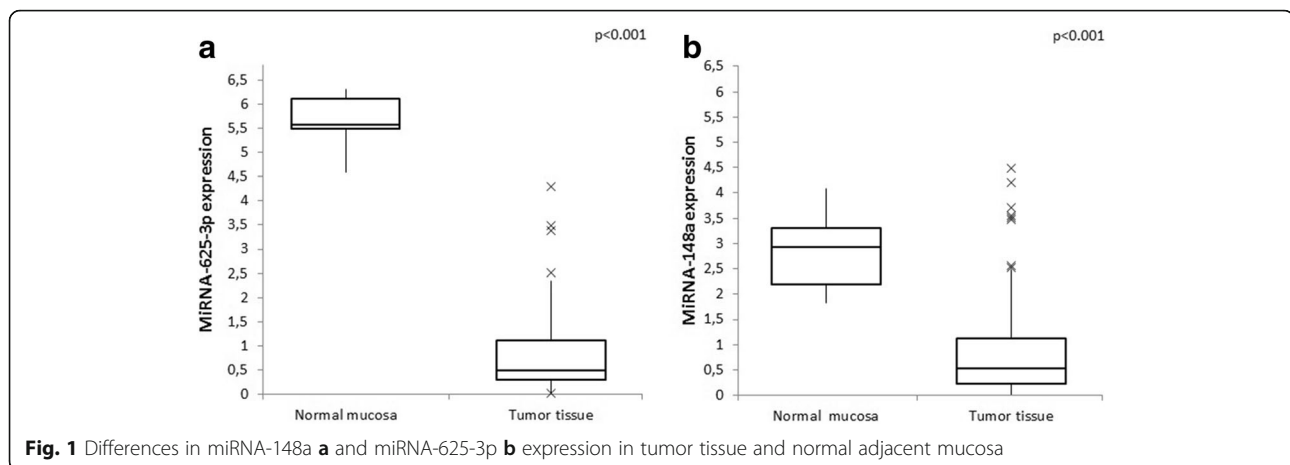 a
p<0.001
MiRNA-625-3p expression
6,5
6
5,5
5
4,5
4
3,5
3
2,5
2
1,5
1
0,5
0
Normal mucosa
Tumor tissue
b
p<0.001
MiRNA-148a expression
6,5
6
5,5
5
4,5
4
3,5
3
2,5
2
1,5
1
0,5
0
Normal mucosa
Tumor tissue
Fig. 1 Differences in miRNA-148a a and miRNA-625-3p b expression in tumor tissue and normal adjacent mucosa